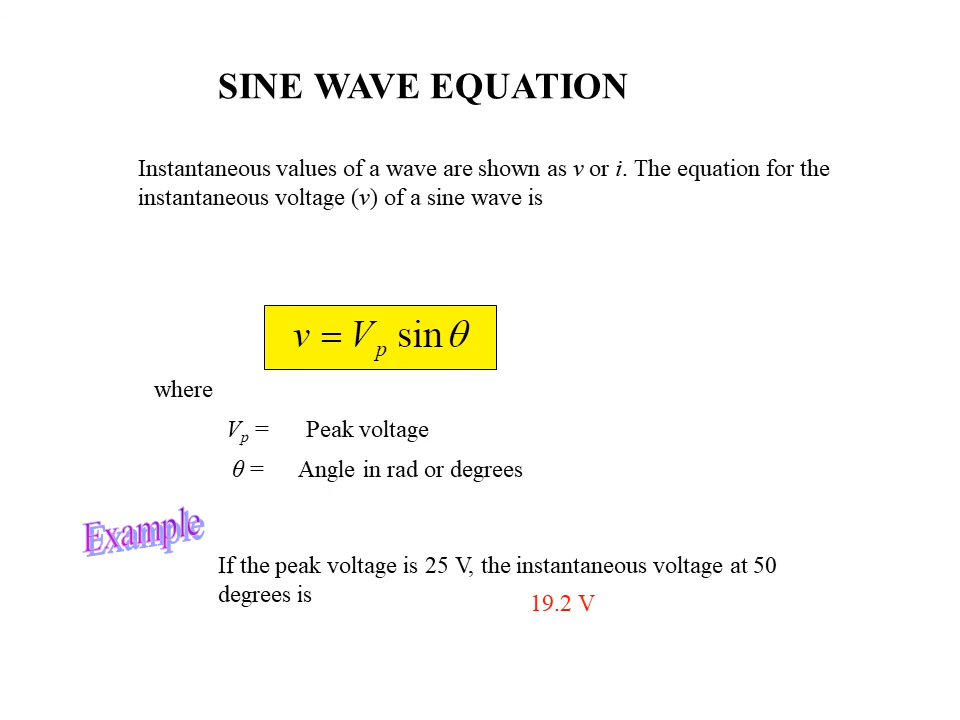 SINE WAVE EQUATION
Instantaneous values of a wave are shown as v or i. The equation for the
instantaneous voltage (v) of a sine wave is
v = Vp sin θ
where
Vp = Peak voltage
θ = Angle in rad or degrees
Example
If the peak voltage is 25 V, the instantaneous voltage at 50
degrees is
19.2 V